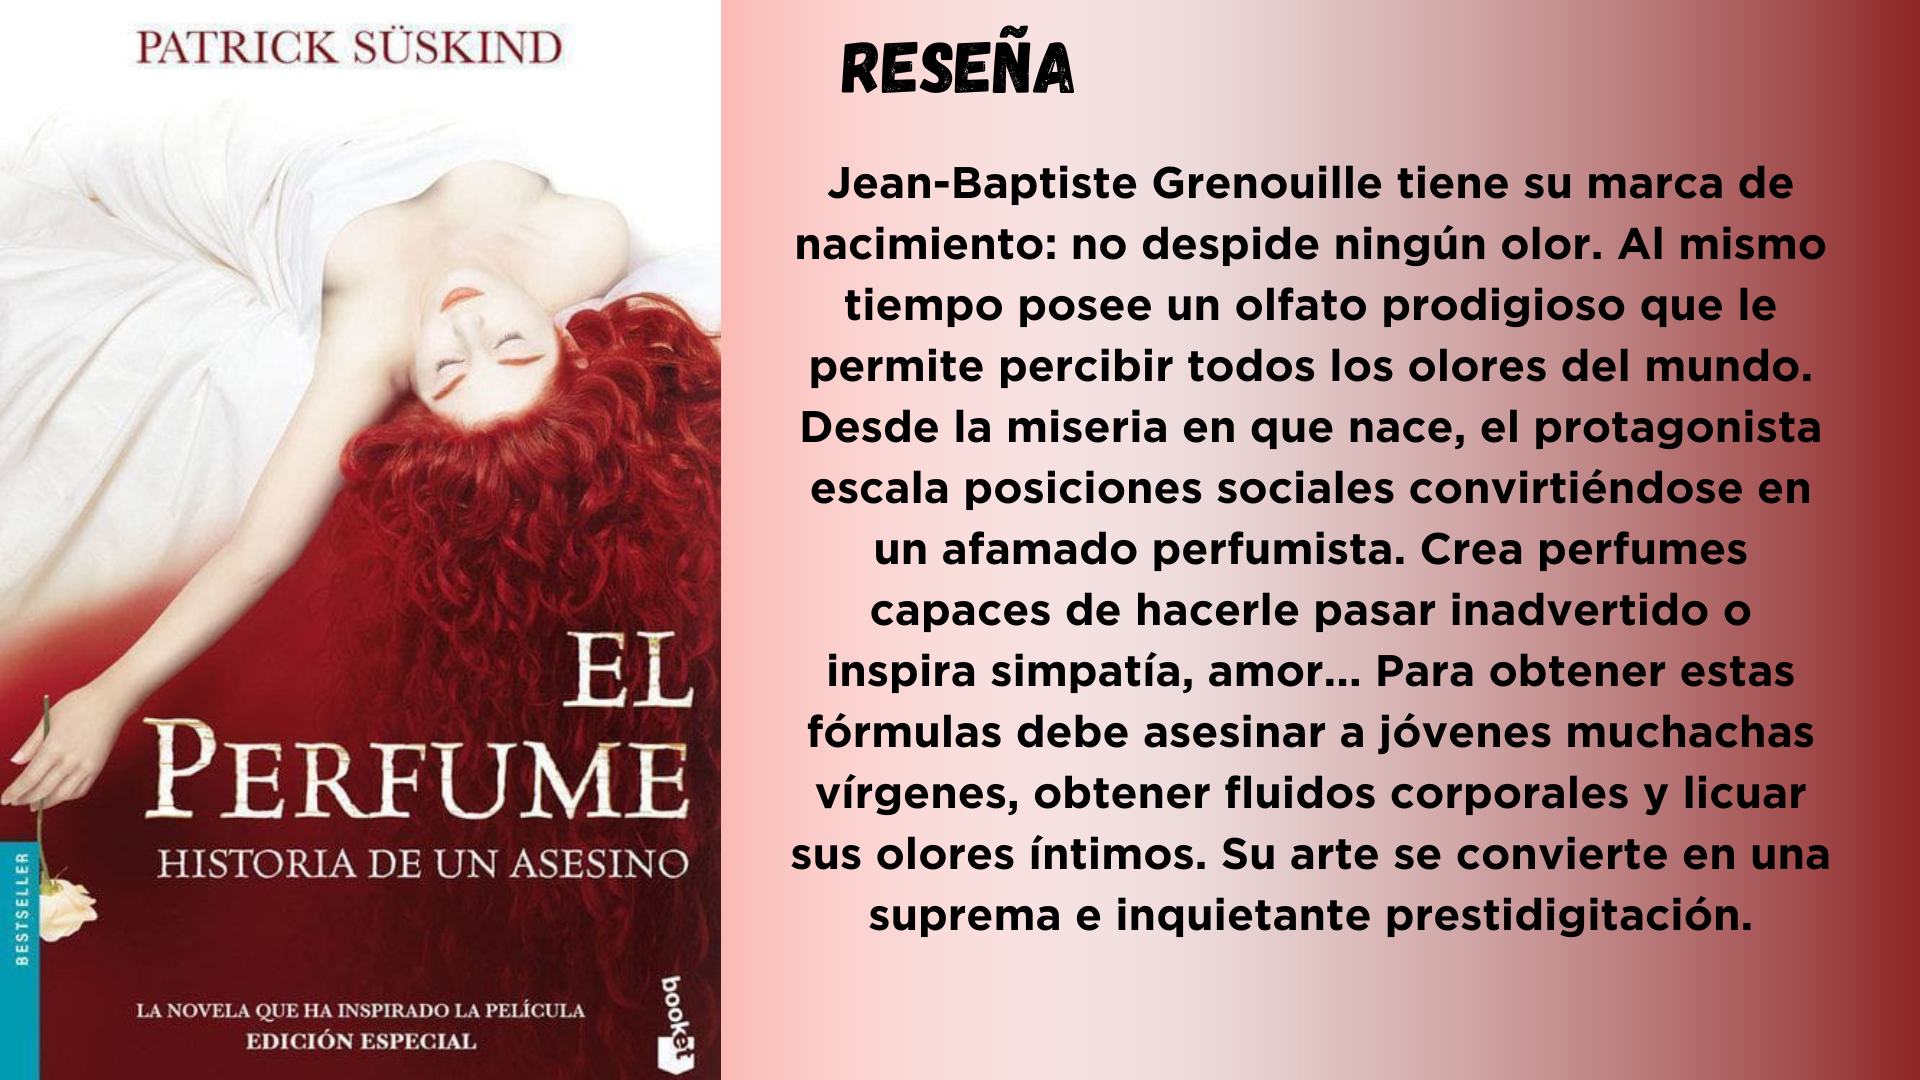 PATRICK SÜSKIND
EL
PERFUME
HISTORIA DE UN ASESINO
BESTSELLER
LA NOVELA QUE HA INSPIRADO LA PELÍCULA
EDICIÓN ESPECIAL
booket
RESEÑA
Jean-Baptiste Grenouille tiene su marca de
nacimiento: no despide ningún olor. Al mismo
tiempo posee un olfato prodigioso que le
permite percibir todos los olores del mundo.
Desde la miseria en que nace, el protagonista
escala posiciones sociales convirtiéndose en
un afamado perfumista. Crea perfumes
capaces de hacerle pasar inadvertido o
inspira simpatía, amor... Para obtener estas
fórmulas debe asesinar a jóvenes muchachas
vírgenes, obtener fluidos corporales y licuar
sus olores íntimos. Su arte se convierte en una
suprema e inquietante prestidigitación.